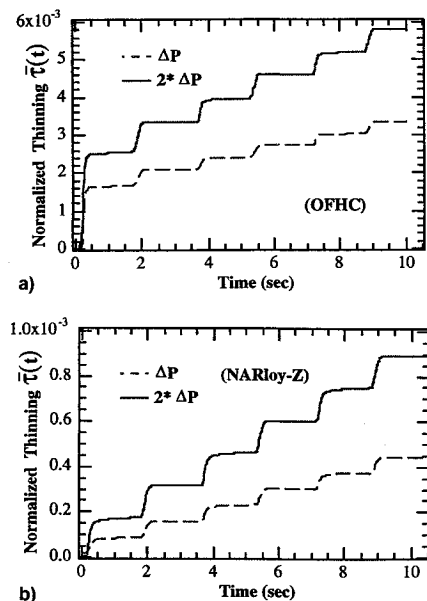 6x10⁻³
5
4
3
2
1
0
Normalized Thinning τ̄(t)
ΔP
2* ΔP
(OFHC)
0 2 4 6 8 10
Time (sec)
a)
1.0x10⁻³
0.8
0.6
0.4
0.2
0.0
Normalized Thinning τ̄(t)
ΔP
2* ΔP
(NARloy-Z)
0 2 4 6 8 10
Time (sec)
b)